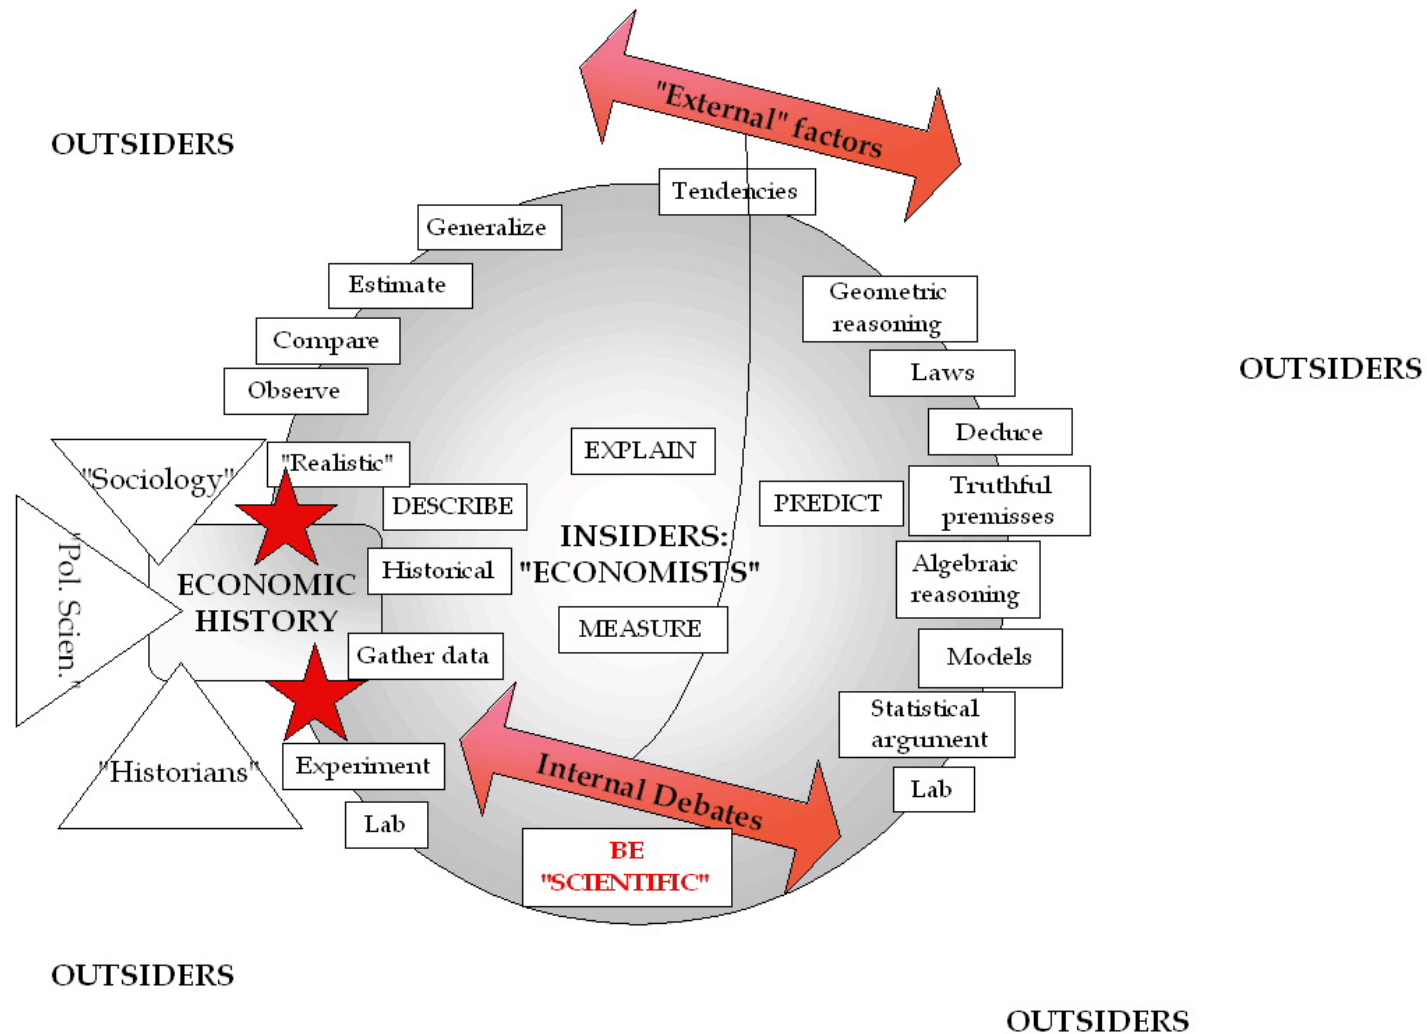 "External" factors
OUTSIDERS
Tendencies
Generalize
Estimate
Geometric
reasoning
Compare
Laws
OUTSIDERS
Observe
Deduce
"Realistic"
EXPLAIN
"Sociology"
DESCRIBE
PREDICT
Truthful
premisses
INSIDERS:
"ECONOMISTS"
"Pol. Scien."
ECONOMIC
HISTORY
Historical
Algebraic
reasoning
MEASURE
Gather data
Models
Statistical
argument
"Historians"
Experiment
Internal Debates
Lab
Lab
BE
"SCIENTIFIC"
OUTSIDERS
OUTSIDERS